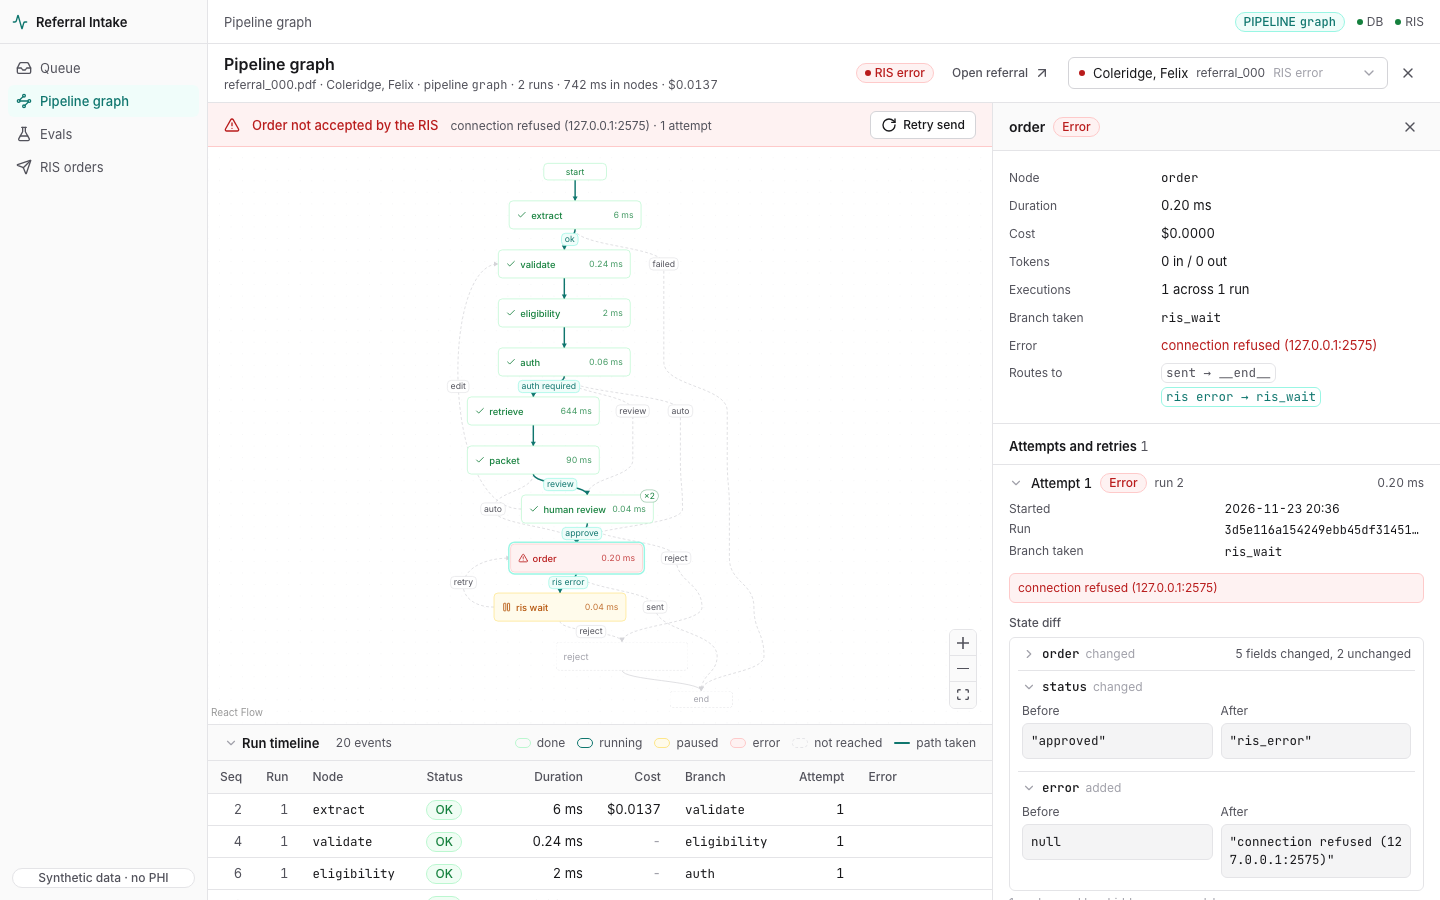 Referral Intake
Queue
Pipeline graph
Evals
RIS orders
Synthetic data · no PHI
Pipeline graph
PIPELINE graph
DB
RIS
Pipeline graph
referral_000.pdf · Coleridge, Felix · pipeline graph · 2 runs · 742 ms in nodes · $0.0137
RIS error
Open referral
Coleridge, Felix referral_000 RIS error
Order not accepted by the RIS connection refused (127.0.0.1:2575) · 1 attempt
Retry send
start
extract 6 ms
ok
validate 0.24 ms
failed
eligibility 2 ms
auth 0.06 ms
edit
auth required
retrieve 644 ms
review
auto
packet 90 ms
review
×2
auto
human review 0.04 ms
approve
order 0.20 ms
reject
retry
ris error
ris wait 0.04 ms
sent
reject
reject
end
React Flow
Run timeline 20 events
done
running
paused
error
not reached
path taken
Seq Run Node Status Duration Cost Branch Attempt Error
2 1 extract OK 6 ms $0.0137 validate 1
4 1 validate OK 0.24 ms - eligibility 1
6 1 eligibility OK 2 ms - auth 1
order Error
Node order
Duration 0.20 ms
Cost $0.0000
Tokens 0 in / 0 out
Executions 1 across 1 run
Branch taken ris_wait
Error connection refused (127.0.0.1:2575)
Routes to sent → __end__
ris error → ris_wait
Attempts and retries 1
Attempt 1 Error run 2 0.20 ms
Started 2026-11-23 20:36
Run 3d5e116a154249ebb45df31451…
Branch taken ris_wait
connection refused (127.0.0.1:2575)
State diff
order changed 5 fields changed, 2 unchanged
status changed
Before After
"approved" "ris_error"
error added
Before After
null "connection refused (12
7.0.0.1:2575)"